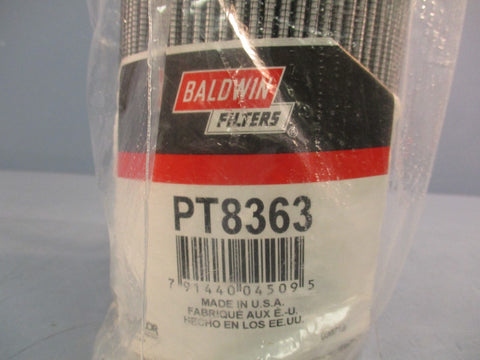 BALDWIN
FILTERS®
PT8363
7 91440 04509 5
MADE IN U.S.A.
FABRIQUÉ AUX É.-U.
HECHO EN LOS EE.UU.